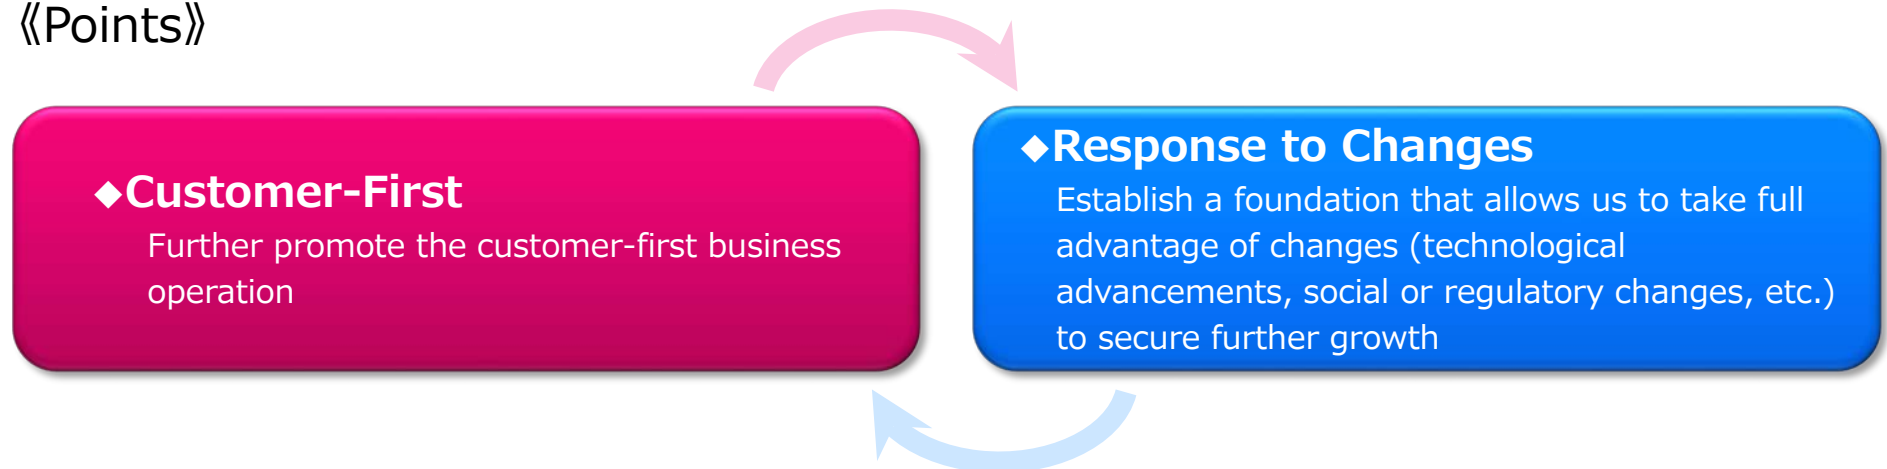 《Points》
◆Customer-First
Further promote the customer-first business
operation
◆Response to Changes
Establish a foundation that allows us to take full
advantage of changes (technological
advancements, social or regulatory changes, etc.)
to secure further growth